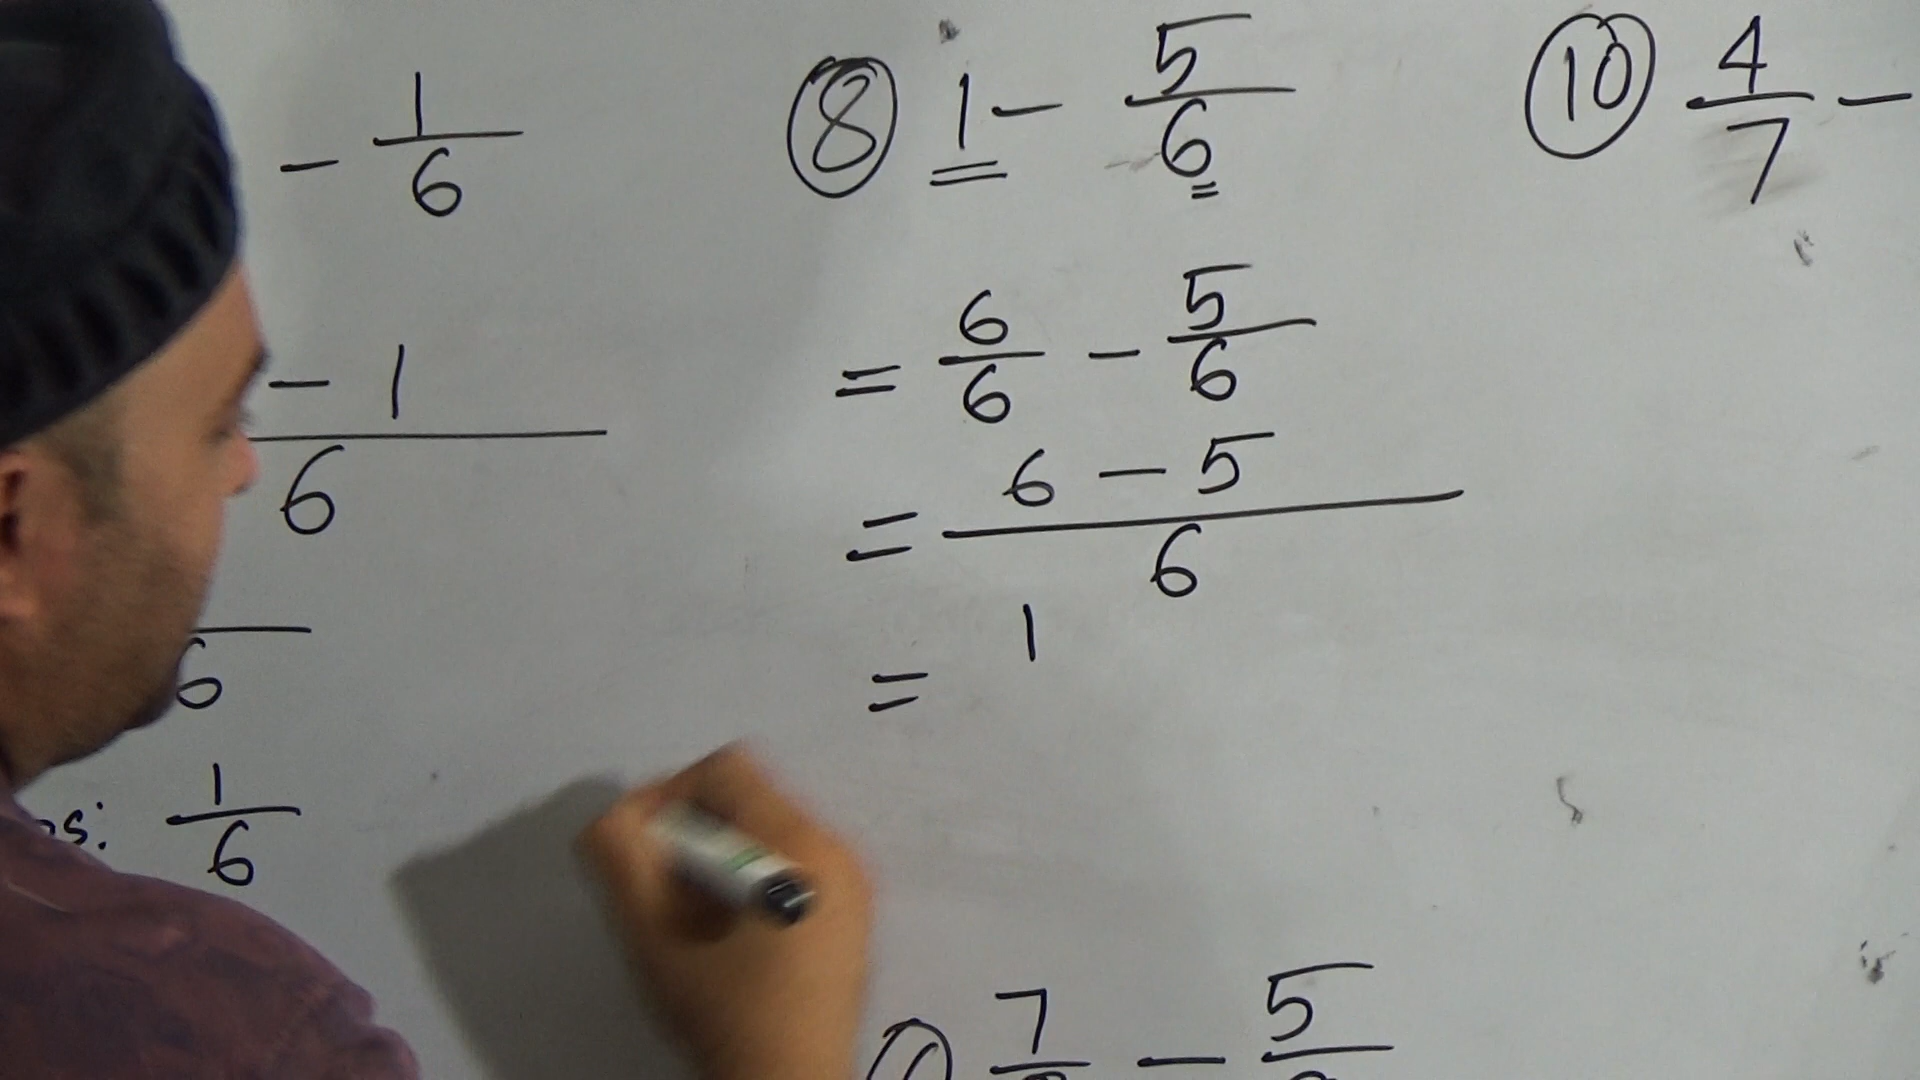 - 1/6
- 1
6
6
s: 1/6
⑧ 1 - 5/6
= 6/6 - 5/6
= (6 - 5)/6
= 1
7 - 5
⑩ 4/7 -